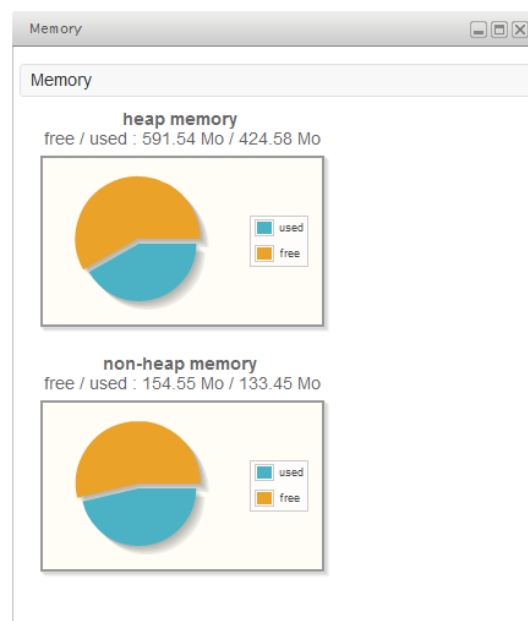 Memory
Memory
heap memory
free / used : 591.54 Mo / 424.58 Mo
used
free
non-heap memory
free / used : 154.55 Mo / 133.45 Mo
used
free